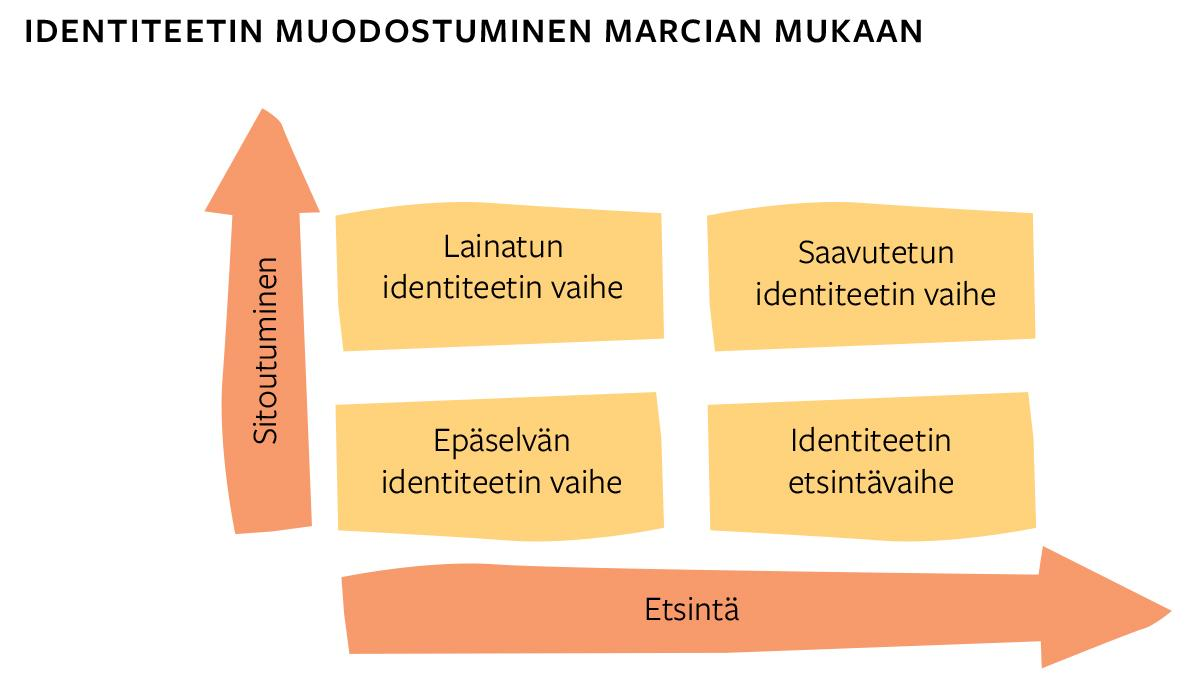 IDENTITEETIN MUODOSTUMINEN MARCIAN MUKAAN
Sitoutuminen
Lainatun
identiteetin vaihe
Saavutetun
identiteetin vaihe
Epäselvän
identiteetin vaihe
Identiteetin
etsintävaihe
Etsintä